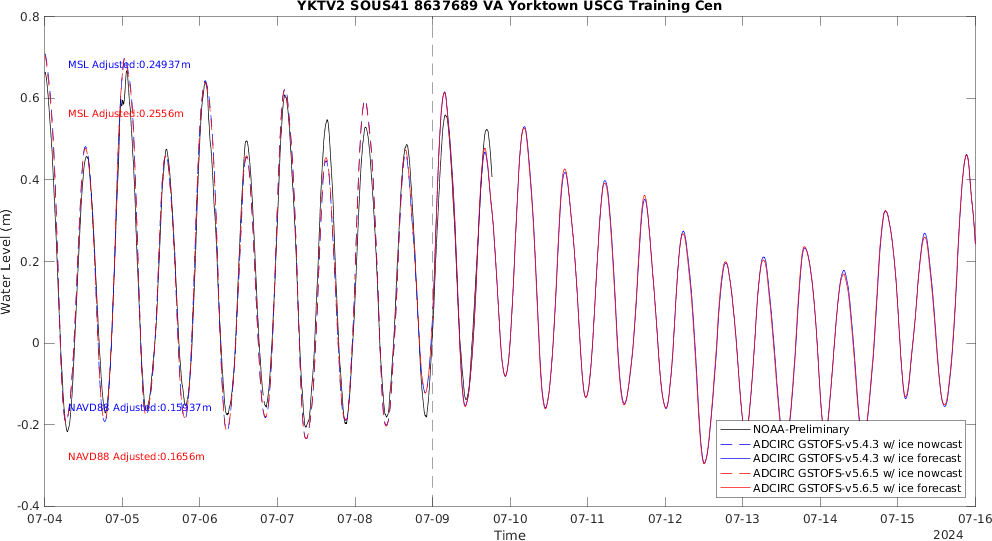 YKTV2 SOUS41 8637689 VA Yorktown USCG Training Cen
0.8
0.6
0.4
0.2
0
-0.2
-0.4
Water Level (m)
MSL Adjusted:0.24937m
MSL Adjusted:0.2556m
NAVD88 Adjusted:0.15937m
NAVD88 Adjusted:0.1656m
NOAA-Preliminary
ADCIRC GSTOFS-v5.4.3 w/ ice nowcast
ADCIRC GSTOFS-v5.4.3 w/ ice forecast
ADCIRC GSTOFS-v5.6.5 w/ ice nowcast
ADCIRC GSTOFS-v5.6.5 w/ ice forecast
07-04 07-05 07-06 07-07 07-08 07-09 07-10 07-11 07-12 07-13 07-14 07-15 07-16
Time
2024